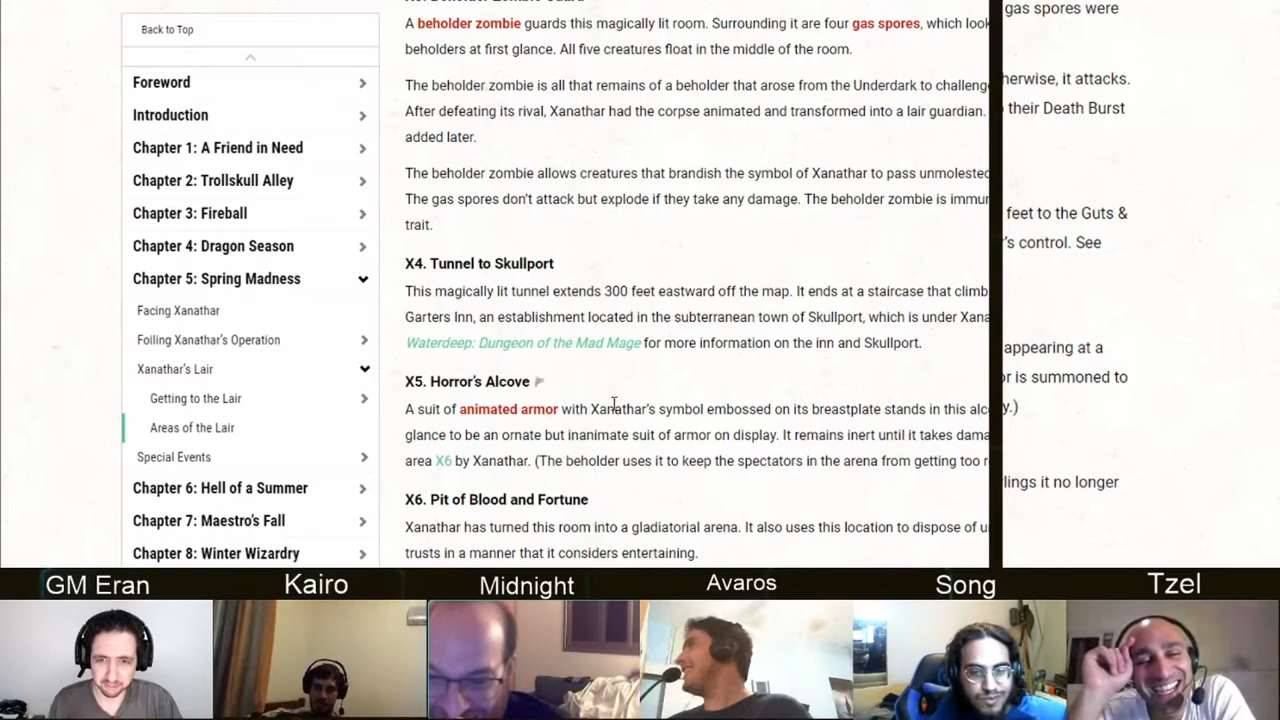 Back to Top
Foreword
Introduction
Chapter 1: A Friend in Need
Chapter 2: Trollskull Alley
Chapter 3: Fireball
Chapter 4: Dragon Season
Chapter 5: Spring Madness
Facing Xanathar
Foiling Xanathar's Operation
Xanathar's Lair
Getting to the Lair
Areas of the Lair
Special Events
Chapter 6: Hell of a Summer
Chapter 7: Maestro's Fall
Chapter 8: Winter Wizardry
A beholder zombie guards this magically lit room. Surrounding it are four gas spores, which look
beholders at first glance. All five creatures float in the middle of the room.
The beholder zombie is all that remains of a beholder that arose from the Underdark to challeng
After defeating its rival, Xanathar had the corpse animated and transformed into a lair guardian.
added later.
The beholder zombie allows creatures that brandish the symbol of Xanathar to pass unmolested
The gas spores don't attack but explode if they take any damage. The beholder zombie is immu
trait.
X4. Tunnel to Skullport
This magically lit tunnel extends 300 feet eastward off the map. It ends at a staircase that climb
Garters Inn, an establishment located in the subterranean town of Skullport, which is under Xana
Waterdeep: Dungeon of the Mad Mage for more information on the inn and Skullport.
X5. Horror's Alcove
A suit of animated armor with Xanathar's symbol embossed on its breastplate stands in this alc
glance to be an ornate but inanimate suit of armor on display. It remains inert until it takes dama
area X6 by Xanathar. (The beholder uses it to keep the spectators in the arena from getting too r
X6. Pit of Blood and Fortune
Xanathar has turned this room into a gladiatorial arena. It also uses this location to dispose of u
trusts in a manner that it considers entertaining.
gas spores were
herwise, it attacks.
their Death Burst
feet to the Guts &
's control. See
appearing at a
or is summoned to
y.)
lings it no longer
GM Eran
Kairo
Midnight
Avaros
Song
Tzel